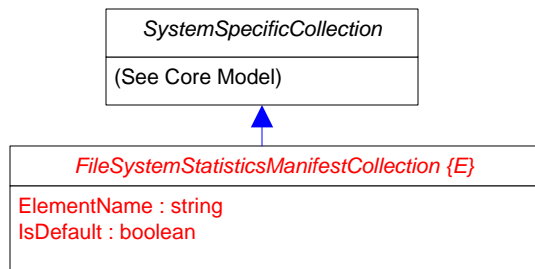 SystemSpecificCollection
(See Core Model)
FileSystemStatisticsManifestCollection {E}
ElementName : string
IsDefault : boolean